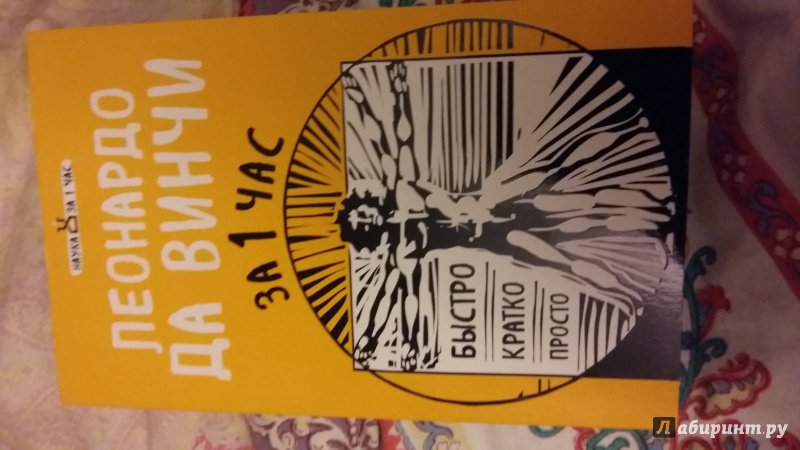 НАУКА ЗА 1 ЧАС
ЛЕОНАРДО
ДА ВИНЧИ
ЗА 1 ЧАС
БЫСТРО
КРАТКО
ПРОСТО
Лабиринт.ру